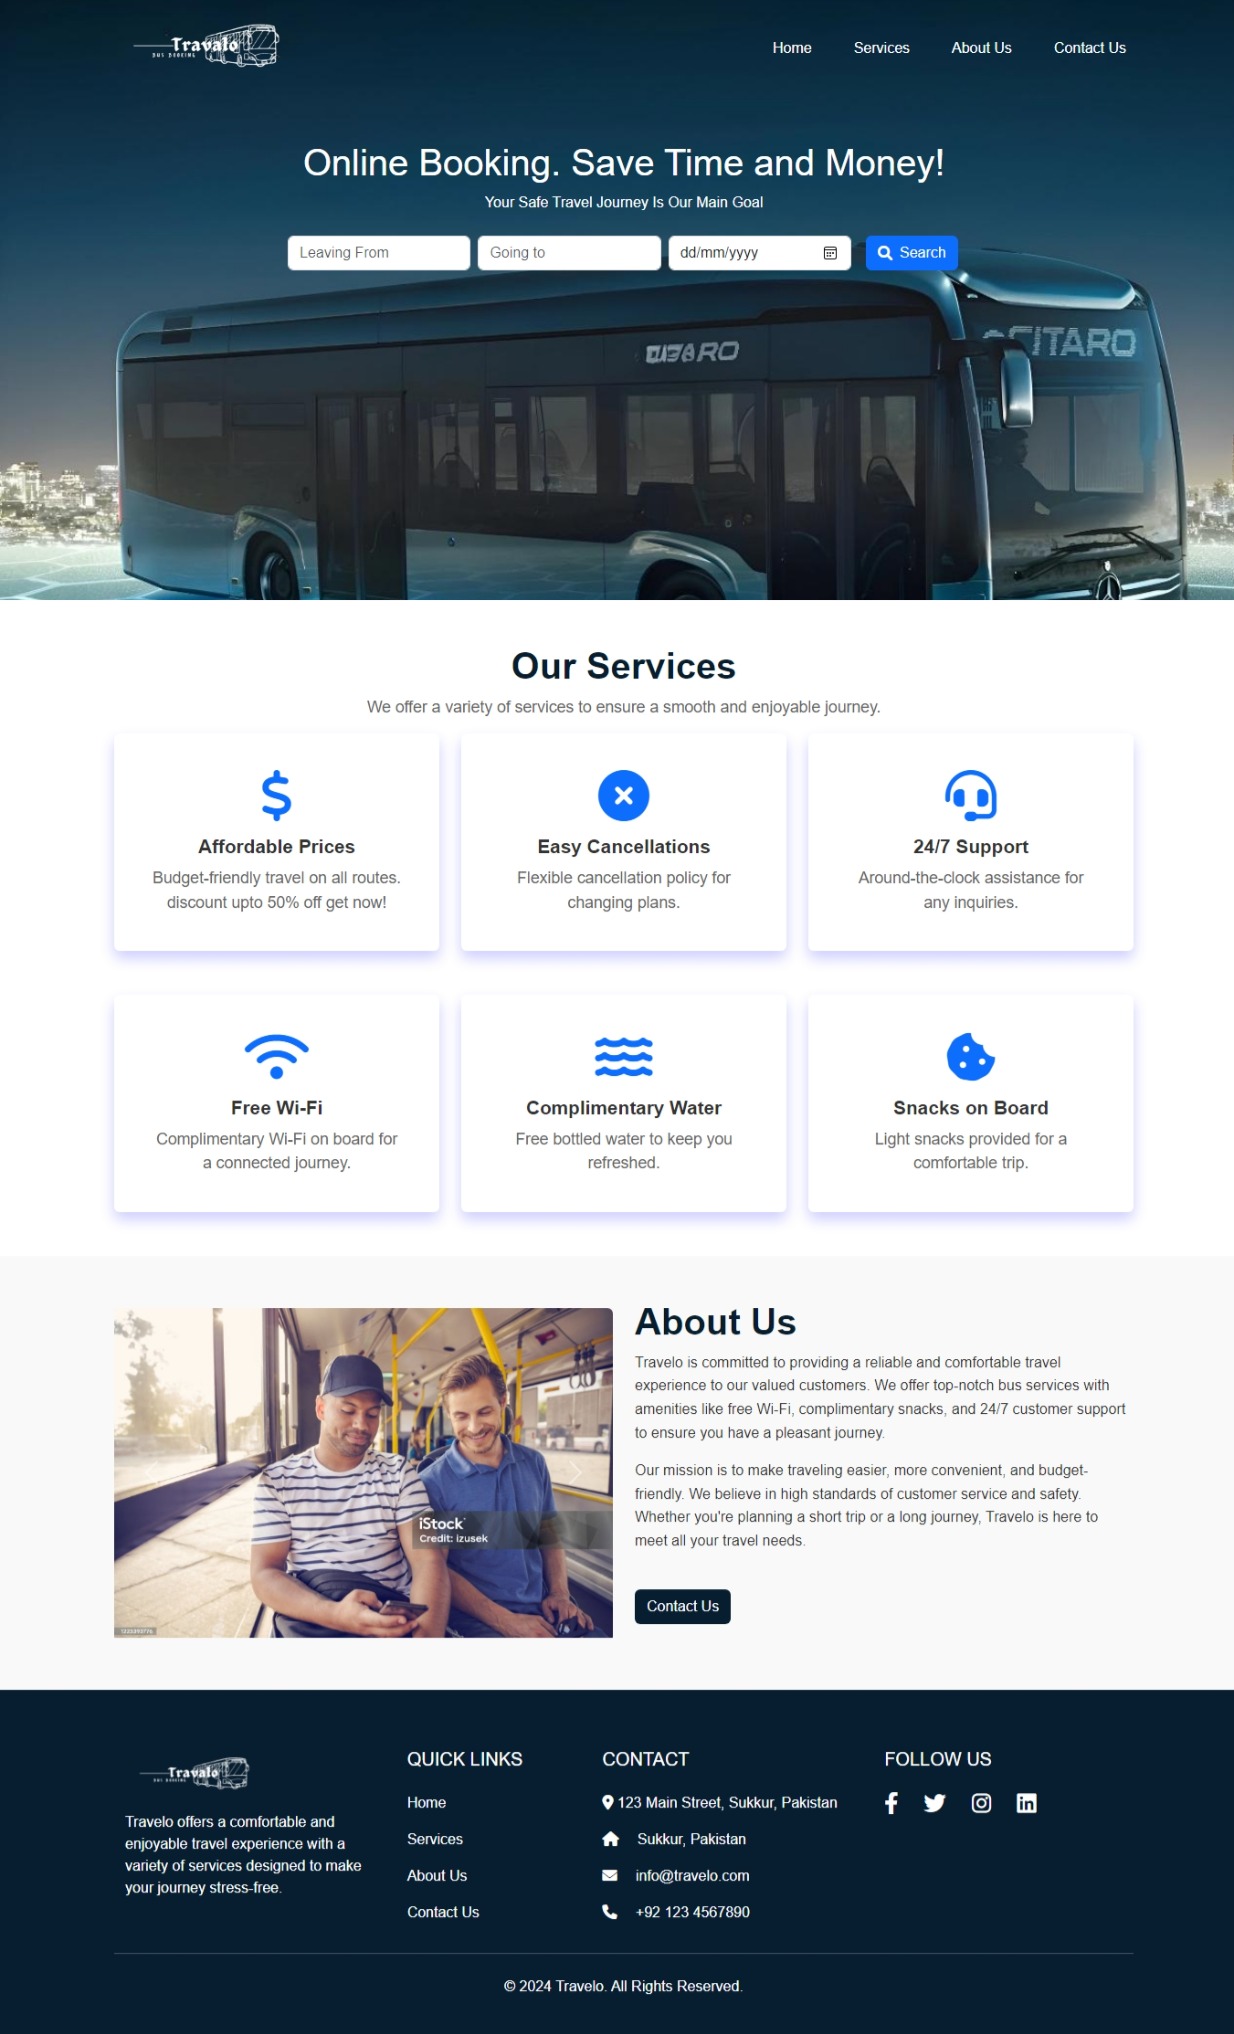 Travalo
BUS BOOKING
Home
Services
About Us
Contact Us
Online Booking. Save Time and Money!
Your Safe Travel Journey Is Our Main Goal
Leaving From
Going to
dd/mm/yyyy
Search
CITARO
Our Services
We offer a variety of services to ensure a smooth and enjoyable journey.
Affordable Prices
Budget-friendly travel on all routes.
discount upto 50% off get now!
Easy Cancellations
Flexible cancellation policy for
changing plans.
24/7 Support
Around-the-clock assistance for
any inquiries.
Free Wi-Fi
Complimentary Wi-Fi on board for
a connected journey.
Complimentary Water
Free bottled water to keep you
refreshed.
Snacks on Board
Light snacks provided for a
comfortable trip.
iStock
Credit: izusek
About Us
Travelo is committed to providing a reliable and comfortable travel
experience to our valued customers. We offer top-notch bus services with
amenities like free Wi-Fi, complimentary snacks, and 24/7 customer support
to ensure you have a pleasant journey.
Our mission is to make traveling easier, more convenient, and budget-
friendly. We believe in high standards of customer service and safety.
Whether you're planning a short trip or a long journey, Travelo is here to
meet all your travel needs.
Contact Us
Travalo
BUS BOOKING
Travelo offers a comfortable and
enjoyable travel experience with a
variety of services designed to make
your journey stress-free.
QUICK LINKS
Home
Services
About Us
Contact Us
CONTACT
123 Main Street, Sukkur, Pakistan
Sukkur, Pakistan
info@travelo.com
+92 123 4567890
FOLLOW US
© 2024 Travelo. All Rights Reserved.